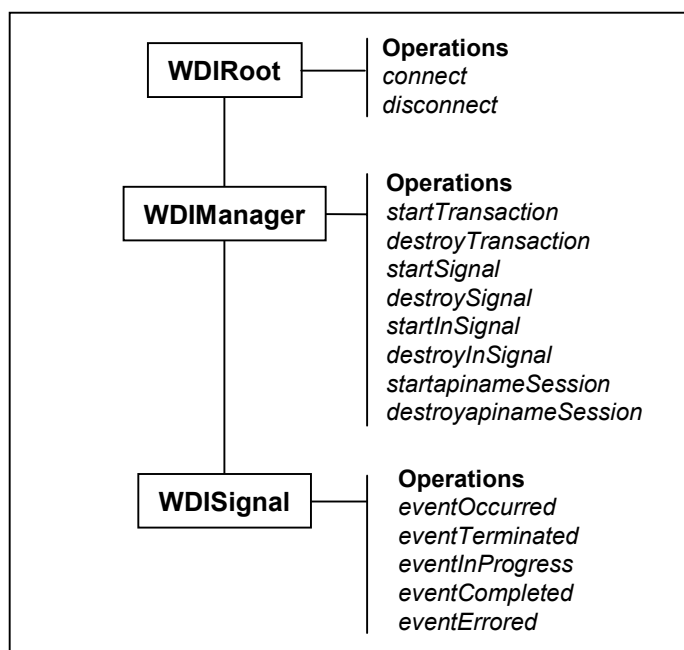 WDIRoot
Operations
connect
disconnect
WDIManager
Operations
startTransaction
destroyTransaction
startSignal
destroySignal
startInSignal
destroyInSignal
startapinameSession
destroyapinameSession
WDISignal
Operations
eventOccurred
eventTerminated
eventInProgress
eventCompleted
eventErrored